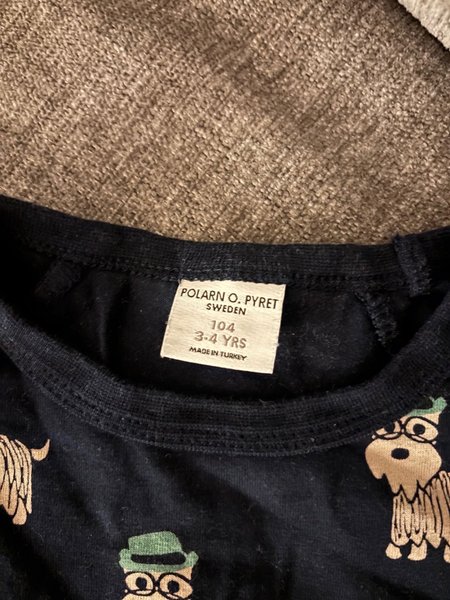 POLARN O. PYRET
SWEDEN
104
3-4 YRS
MADE IN TURKEY